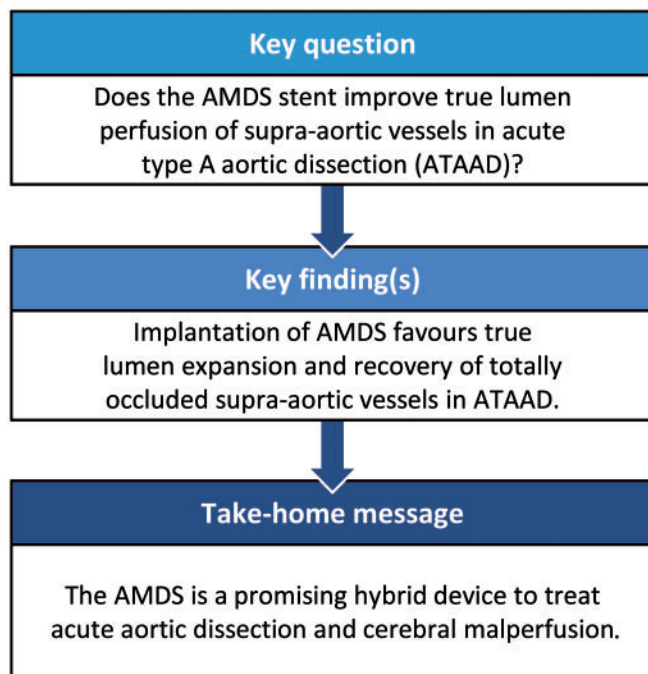 Key question
Does the AMDS stent improve true lumen
perfusion of supra-aortic vessels in acute
type A aortic dissection (ATAAD)?
Key finding(s)
Implantation of AMDS favours true
lumen expansion and recovery of totally
occluded supra-aortic vessels in ATAAD.
Take-home message
The AMDS is a promising hybrid device to treat
acute aortic dissection and cerebral malperfusion.